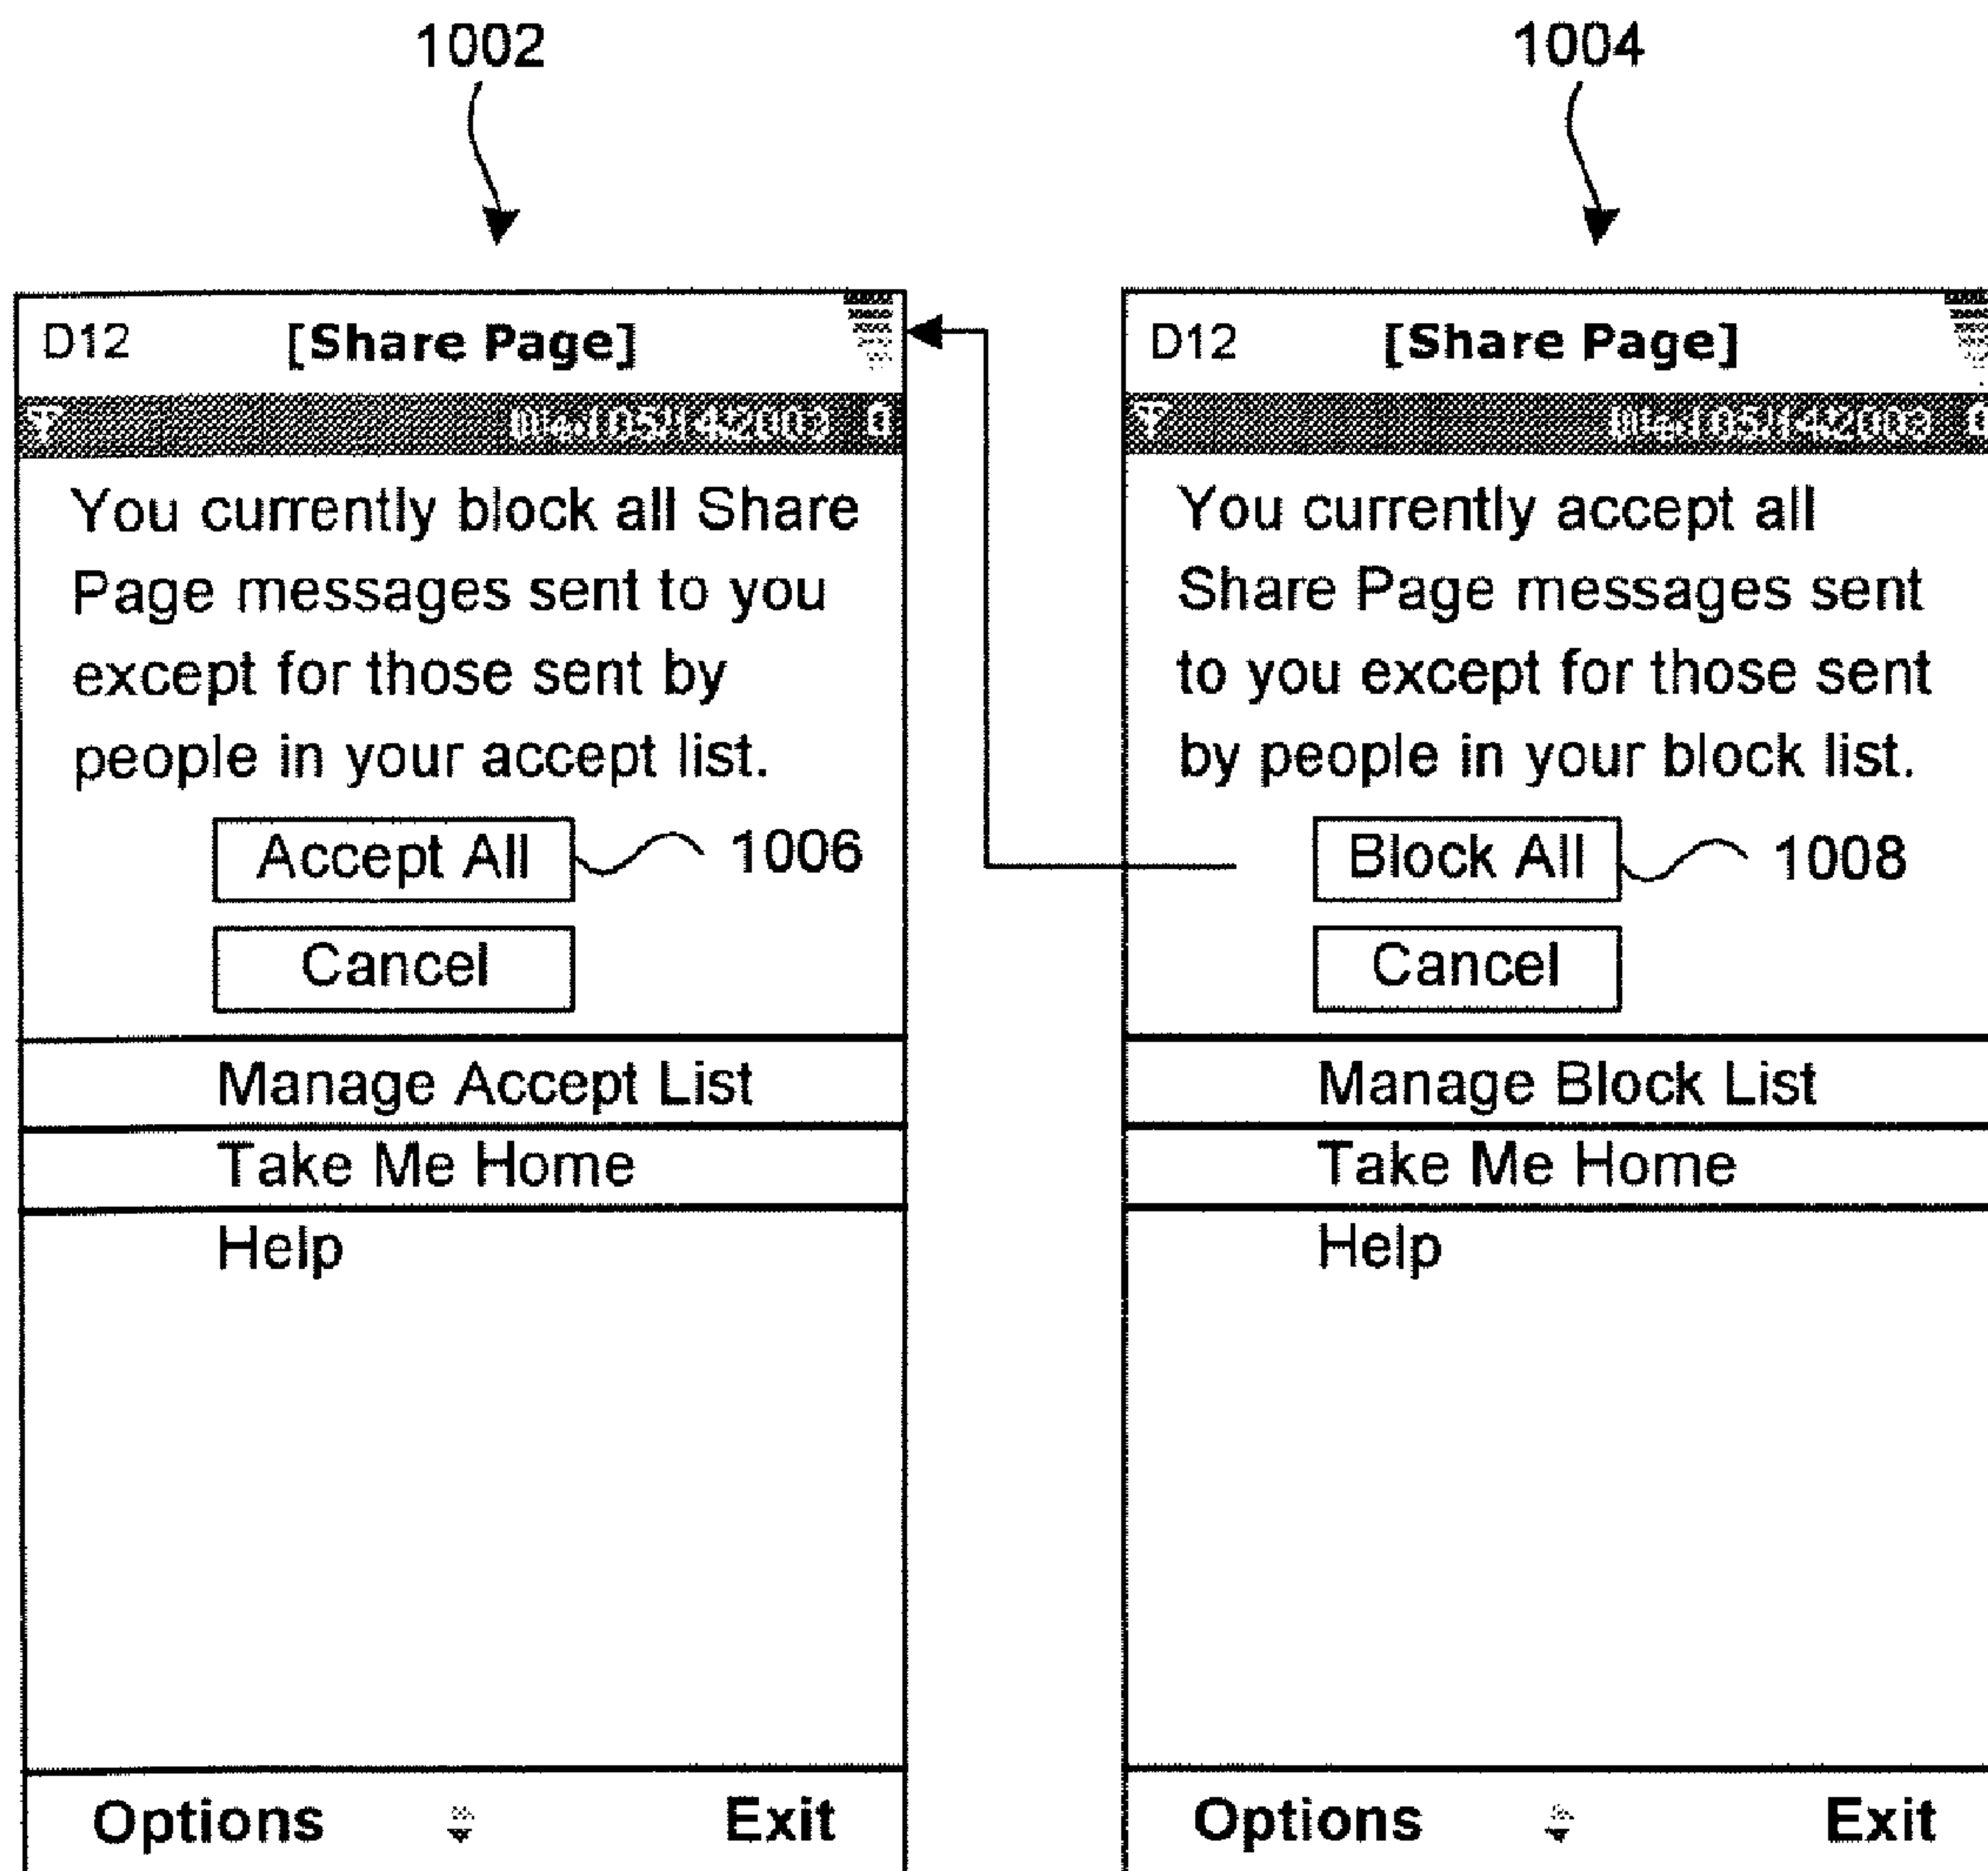 1002
D12 [Share Page]
You currently block all Share
Page messages sent to you
except for those sent by
people in your accept list.
Accept All 1006
Cancel
Manage Accept List
Take Me Home
Help
Options Exit
1004
D12 [Share Page]
You currently accept all
Share Page messages sent
to you except for those sent
by people in your block list.
Block All 1008
Cancel
Manage Block List
Take Me Home
Help
Options Exit